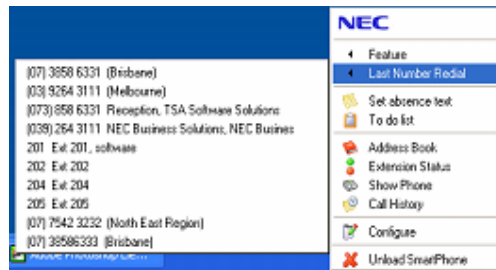 NEC
Feature
Last Number Redial
Set absence text
To do list
Address Book
Extension Status
Show Phone
Call History
Configure
Unload SmartPhone
(07) 3858 6331 (Brisbane)
(03) 9264 3111 (Melbourne)
(073) 858 6331 Reception, TSA Software Solutions
(039) 264 3111 NEC Business Solutions, NEC Busines
201 Ext 201, software
202 Ext 202
204 Ext 204
205 Ext 205
(07) 7542 3232 (North East Region)
(07) 38586333 (Brisbane)
Adobe Photoshop Ele...